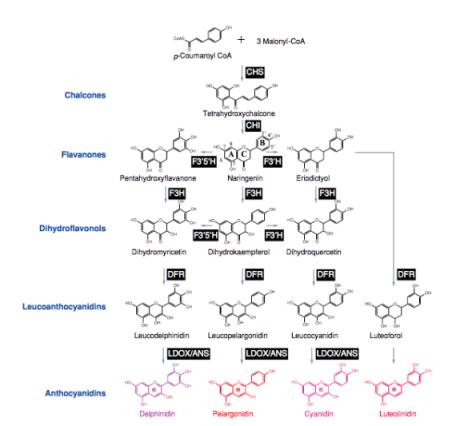 p-Coumaroyl CoA + 3 Malonyl-CoA
CHS
Chalcones
Tetrahydroxychalcone
CHI
Flavanones
A C B
F3'5'H F3'H
Pentahydroxyflavanone Naringenin Eriodictyol
F3H F3H F3H
Dihydroflavonols
F3'5'H F3'H
Dihydromyricetin Dihydrokaempferol Dihydroquercetin
DFR DFR DFR DFR
Leucoanthocyanidins
Leucodelphinidin Leucopelargonidin Leucocyanidin Luteoforol
LDOX/ANS LDOX/ANS LDOX/ANS
Anthocyanidins
Delphinidin Pelargonidin Cyanidin Luteolinidin